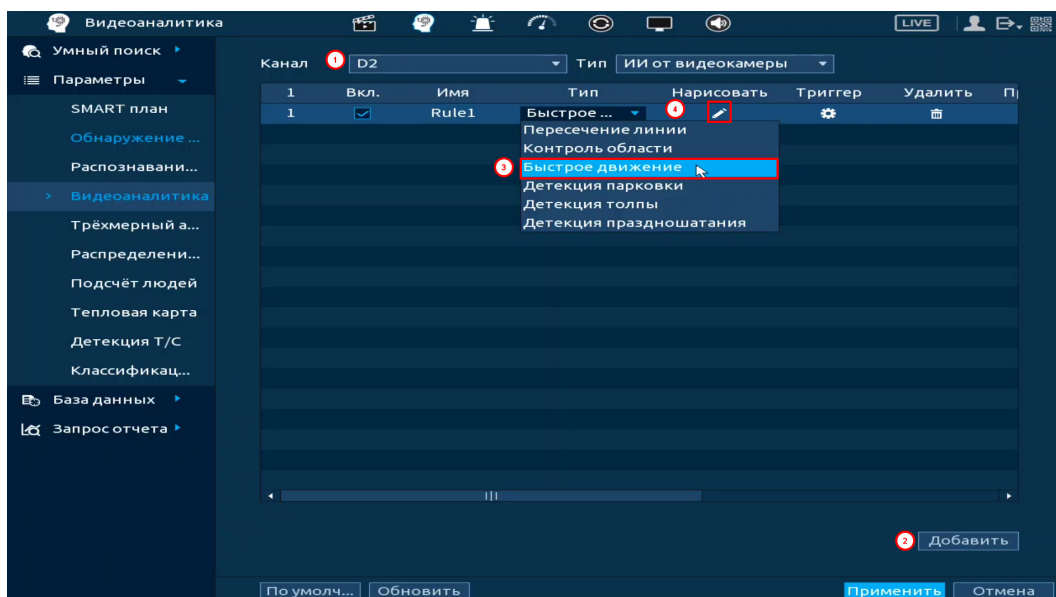 Видеоаналитика LIVE
Умный поиск
Параметры
SMART план
Обнаружение ...
Распознавани...
> Видеоаналитика
Трёхмерный а...
Распределени...
Подсчёт людей
Тепловая карта
Детекция Т/С
Классификац...
База данных
Запрос отчета
Канал 1 D2 Тип ИИ от видеокамеры
1 Вкл. Имя Тип Нарисовать Триггер Удалить П
1 Rule1 Быстрое ... 4
Пересечение линии
Контроль области
3 Быстрое движение
Детекция парковки
Детекция толпы
Детекция праздношатания
2 Добавить
По умолч... Обновить Применить Отмена